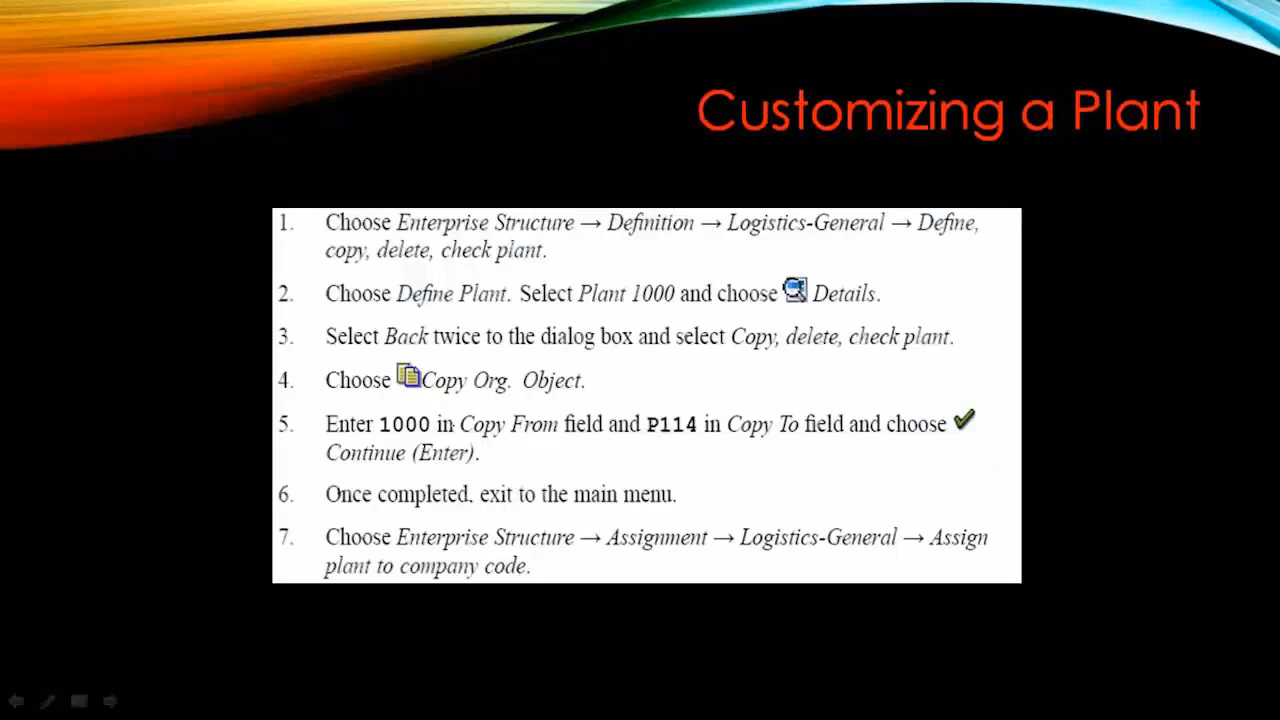 Customizing a Plant
1. Choose Enterprise Structure → Definition → Logistics-General → Define,
copy, delete, check plant.
2. Choose Define Plant. Select Plant 1000 and choose Details.
3. Select Back twice to the dialog box and select Copy, delete, check plant.
4. Choose Copy Org. Object.
5. Enter 1000 in Copy From field and P114 in Copy To field and choose
Continue (Enter).
6. Once completed. exit to the main menu.
7. Choose Enterprise Structure → Assignment → Logistics-General → Assign
plant to company code.